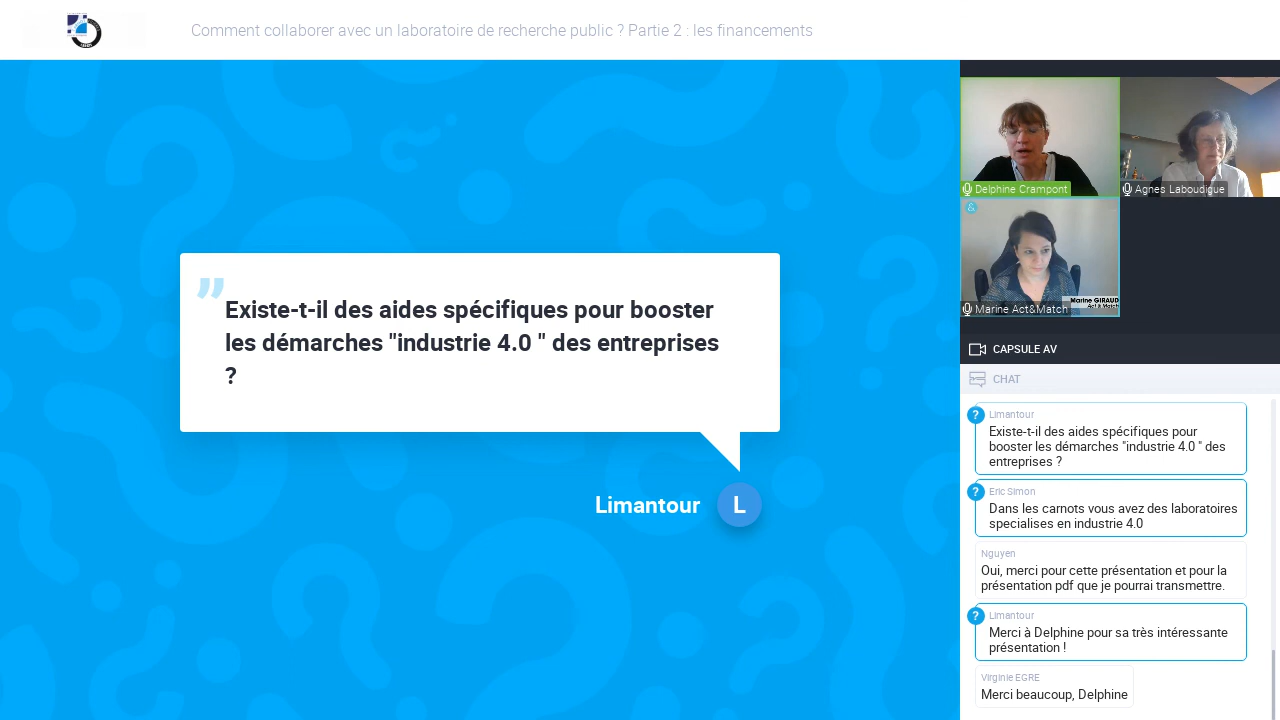 Comment collaborer avec un laboratoire de recherche public ? Partie 2 : les financements
Existe-t-il des aides spécifiques pour booster
les démarches "industrie 4.0 " des entreprises
?
Limantour
L
Delphine Crampont
Agnes Laboudigue
Marine GIRAUD
Act & Match
Marine Act&Match
CAPSULE AV
CHAT
Limantour
Existe-t-il des aides spécifiques pour
booster les démarches "industrie 4.0 " des
entreprises ?
Eric Simon
Dans les carnots vous avez des laboratoires
specialises en industrie 4.0
Nguyen
Oui, merci pour cette présentation et pour la
présentation pdf que je pourrai transmettre.
Limantour
Merci à Delphine pour sa très intéressante
présentation !
Virginie EGRE
Merci beaucoup, Delphine